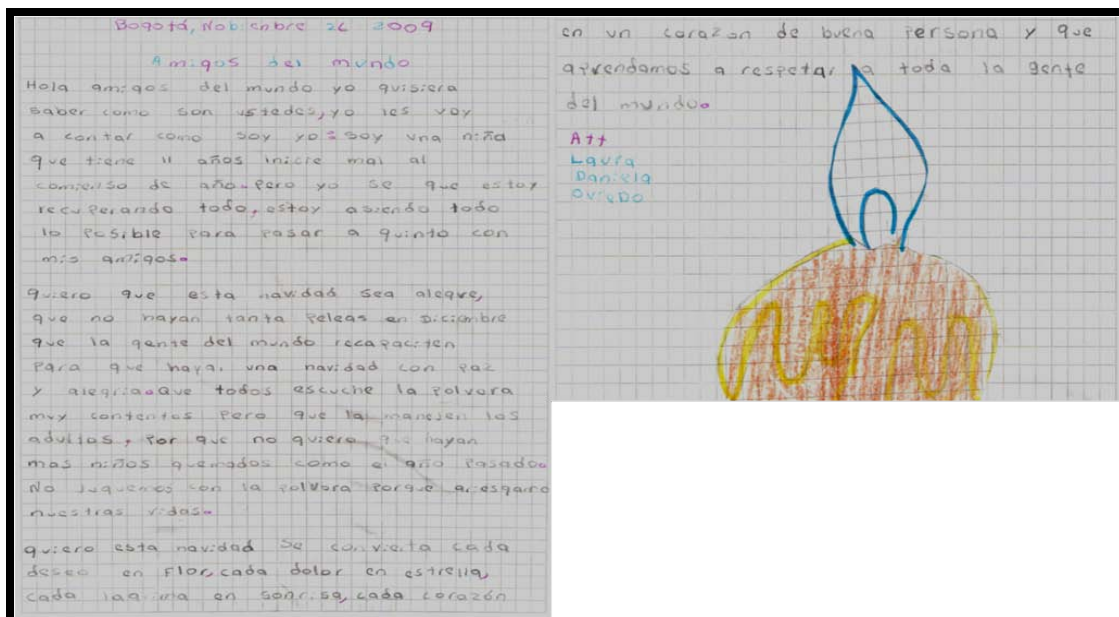 Bogotá, Nobienbre 26 2009
Amigos del mundo
Hola amigos del mundo yo quisiera
saber como son ustedes, yo les voy
a contar como soy yo: soy una niña
que tiene 11 años inicie mal al
comienso de año. Pero yo se que estoy
recuperando todo, estoy asiendo todo
lo posible para pasar a quinto con
mis amigos.
quiero que esta navidad sea alegre,
que no hayan tanta peleas en Diciembre
que la gente del mundo recapaciten
para que haya una navidad con paz
y alegria. Que todos escuche la polvora
muy contentos pero que la manejen los
adultos, por que no quiero que hayan
mas niños quemados como el año pasado.
No juguemos con la polvora porque
nuestras vidas.
quiero esta navidad se convierta cada
deseo en Flor, cada dolor en estrella,
cada lagrima en sonrisa, cada corazón
en un corazon de buena persona y que
aprendamos a respetar a toda la gente
del mundo.
Att
Laura
Daniela
Oviedo